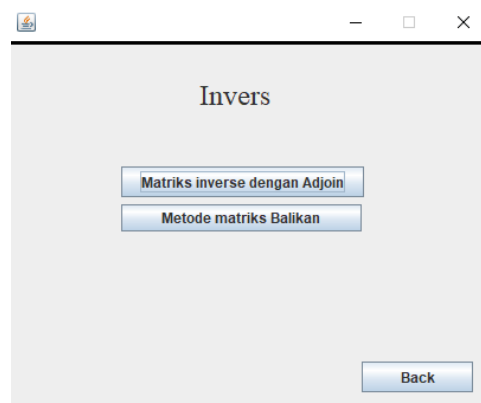 Invers
Matriks inverse dengan Adjoin
Metode matriks Balikan
Back